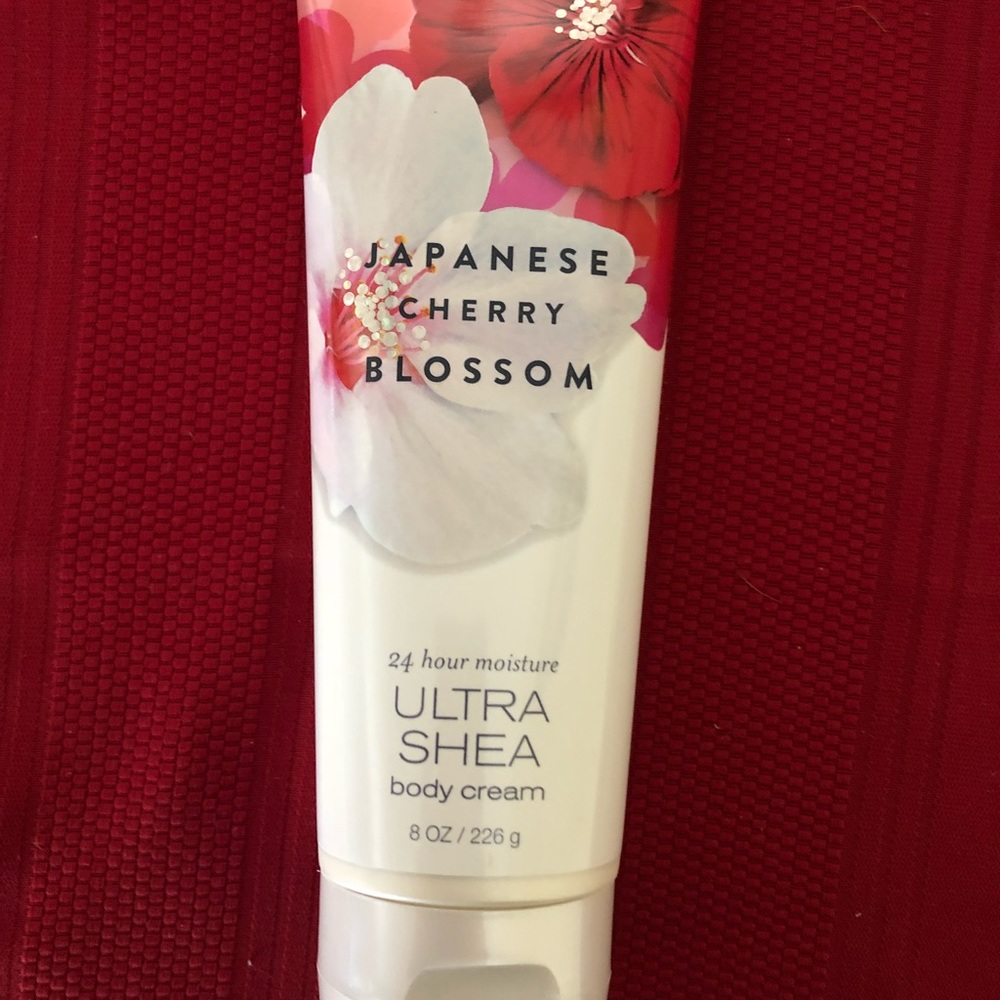 JAPANESE
CHERRY
BLOSSOM
24 hour moisture
ULTRA
SHEA
body cream
8 OZ / 226 g